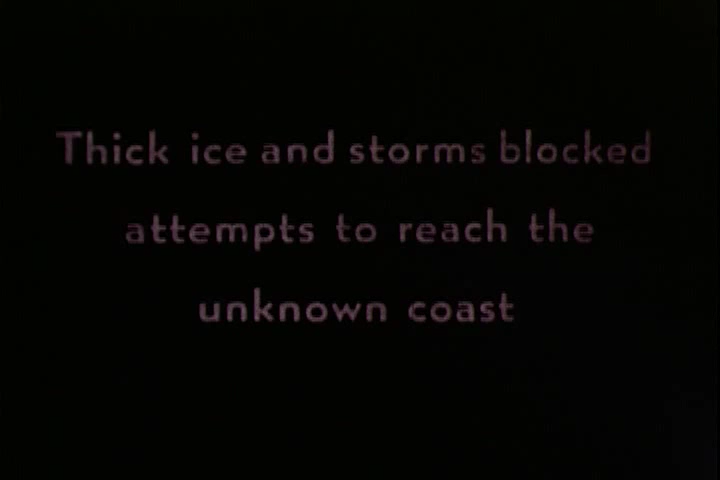 Thick ice and storms blocked
attempts to reach the
unknown coast